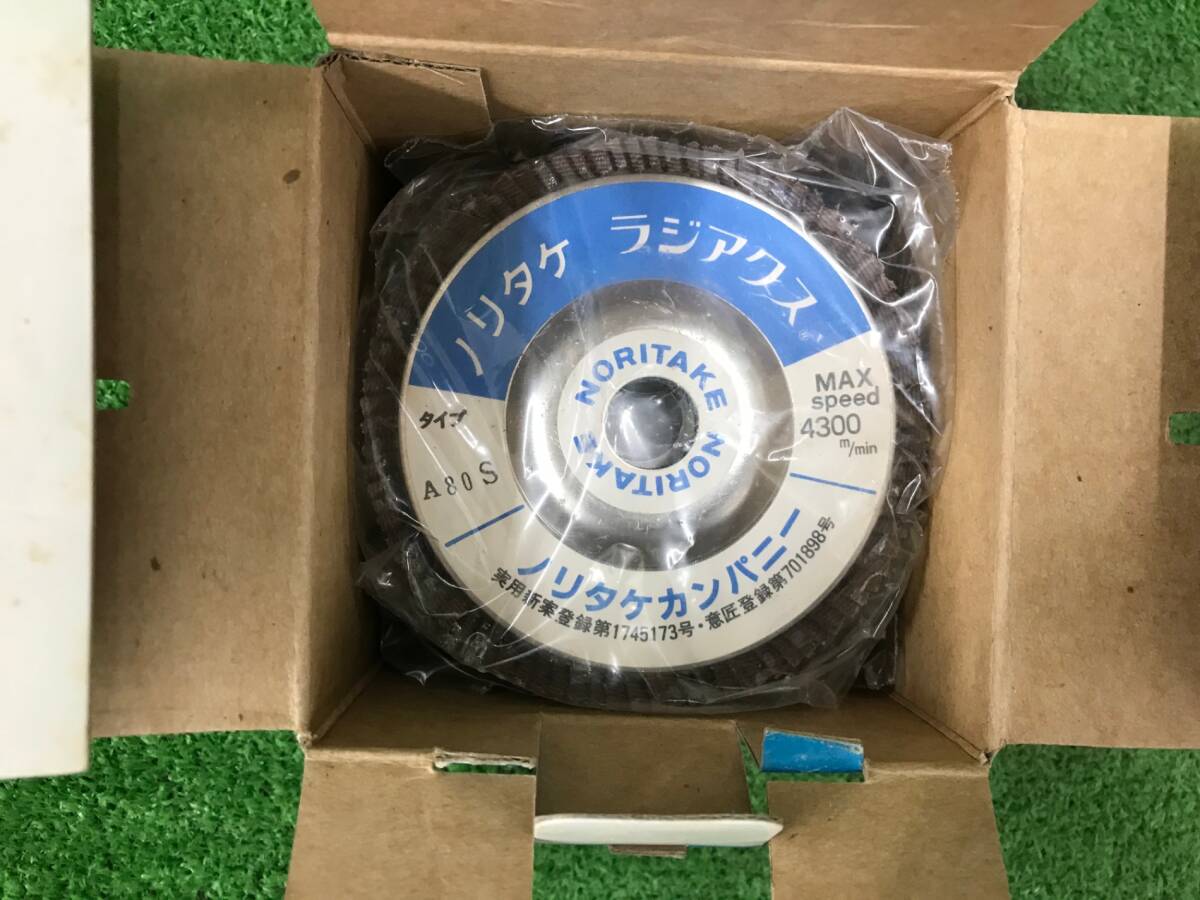 ノリタケ ラジアクス®
NORITAKE NORITAKE
タイプ
A80S
MAX
speed
4300
m/min
ノリタケカンパニー
実用新案登録第1745173号・意匠登録第701898号